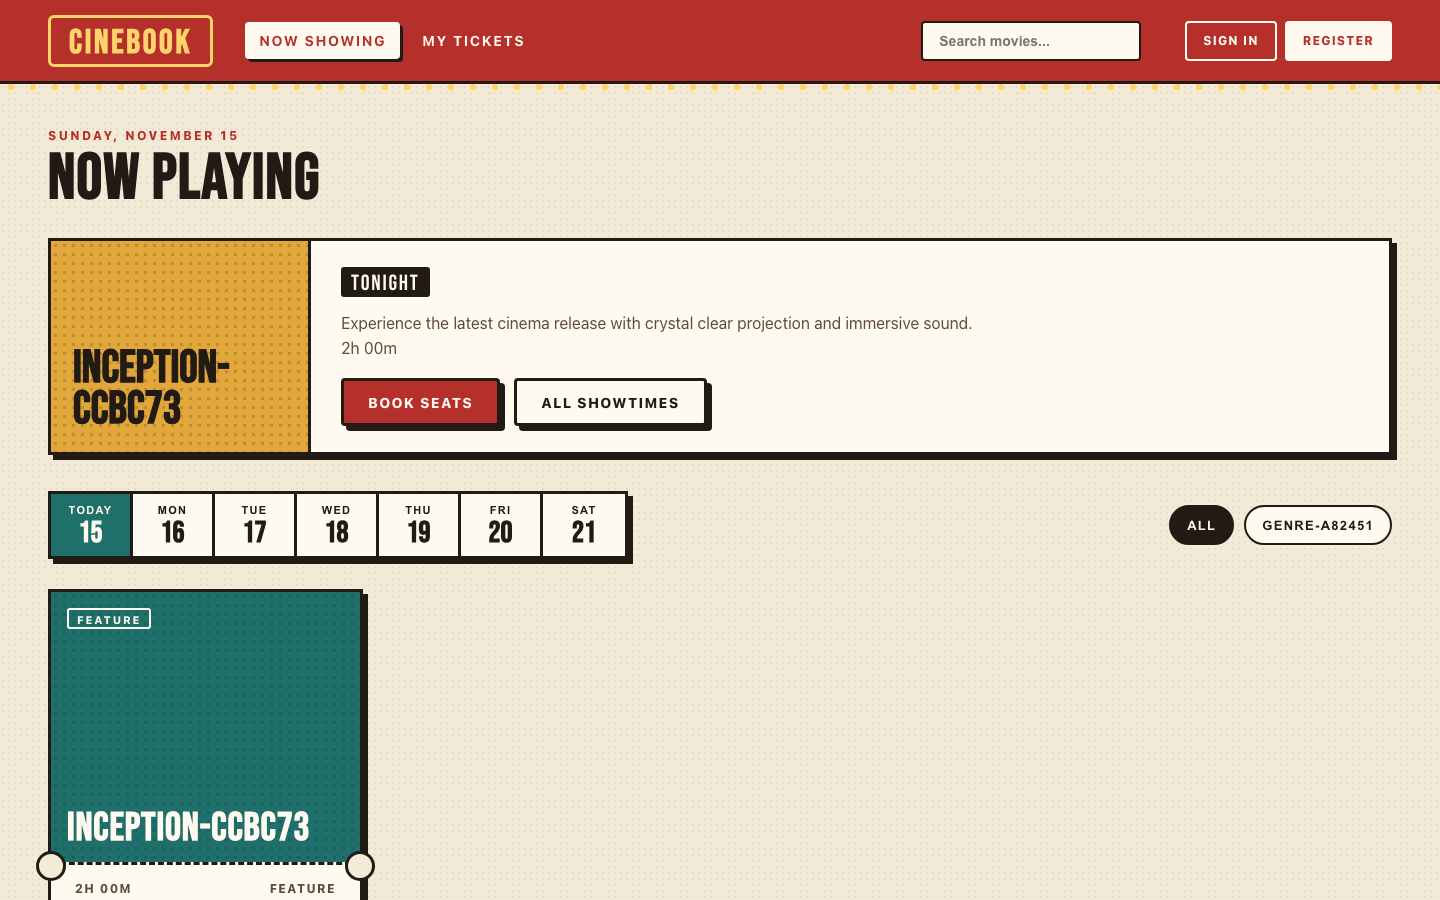 CINEBOOK
NOW SHOWING
MY TICKETS
Search movies...
SIGN IN
REGISTER
SUNDAY, NOVEMBER 15
NOW PLAYING
INCEPTION-
CCBC73
TONIGHT
Experience the latest cinema release with crystal clear projection and immersive sound.
2h 00m
BOOK SEATS
ALL SHOWTIMES
TODAY
15
MON
16
TUE
17
WED
18
THU
19
FRI
20
SAT
21
ALL
GENRE-A82451
FEATURE
INCEPTION-CCBC73
2H 00M
FEATURE